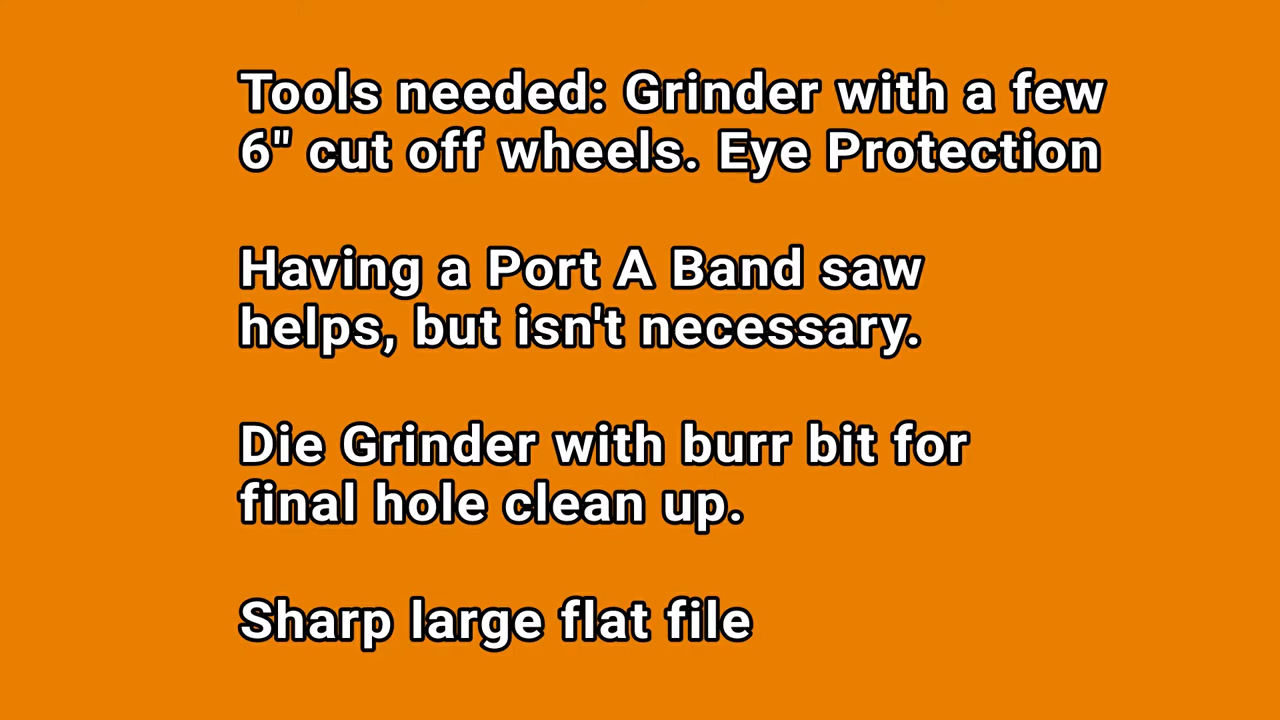 Tools needed: Grinder with a few
6" cut off wheels. Eye Protection
Having a Port A Band saw
helps, but isn't necessary.
Die Grinder with burr bit for
final hole clean up.
Sharp large flat file